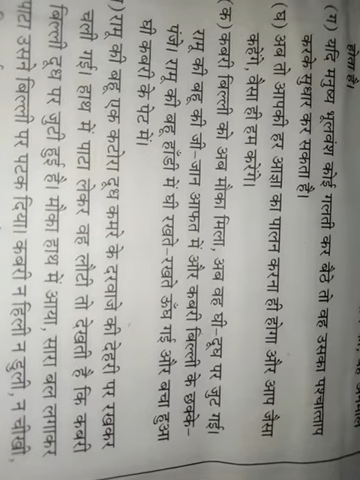 होता है।
(ग) यदि मनुष्य भूलवंश कोई गलती कर बैठे तो वह उसका पश्चात्ताप
करके सुधार कर सकता है।
(घ) अब तो आपकी हर आज्ञा का पालन करना ही होगा और आप जैसा
कहेंगे, वैसा ही हम करेंगे।
(क) कबरी बिल्ली को अब मौका मिला, अब वह घी-दूध पर जुट गई।
रामू की बहू की जी-जान आफत में और कबरी बिल्ली के छक्के-
पंजे। रामू की बहू हाँडी में घी रखते-रखते ऊँघ गई और बचा हुआ
घी कबरी के पेट में।
) रामू की बहू एक कटोरा दूध कमरे के दरवाजे की देहरी पर रखकर
चली गई। हाथ में पाटा लेकर वह लौटी तो देखती है कि कबरी
बिल्ली दूध पर जुटी हुई है। मौका हाथ में आया, सारा बल लगाकर
पाटा उसने बिल्ली पर पटक दिया। कबरी न हिली न डुली, न चीखी,